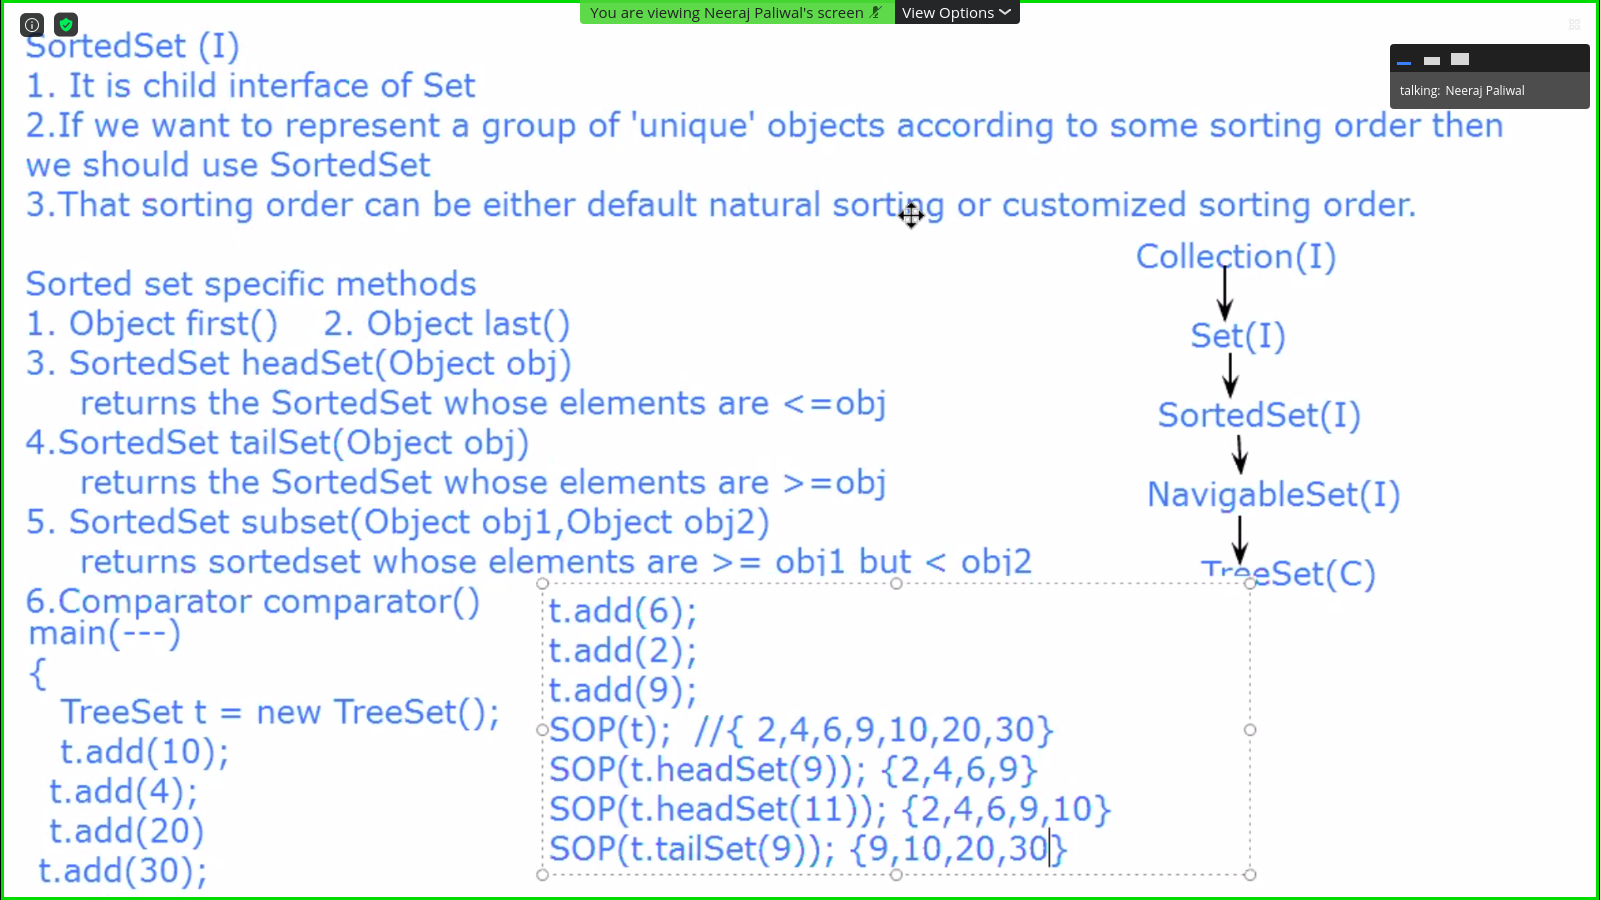 You are viewing Neeraj Paliwal's screen
View Options
talking: Neeraj Paliwal
SortedSet (I)
1. It is child interface of Set
2.If we want to represent a group of 'unique' objects according to some sorting order then
we should use SortedSet
3.That sorting order can be either default natural sorting or customized sorting order.
Sorted set specific methods
1. Object first() 2. Object last()
3. SortedSet headSet(Object obj)
returns the SortedSet whose elements are <=obj
4.SortedSet tailSet(Object obj)
returns the SortedSet whose elements are >=obj
5. SortedSet subset(Object obj1,Object obj2)
returns sortedset whose elements are >= obj1 but < obj2
6.Comparator comparator()
main(---)
{
TreeSet t = new TreeSet();
t.add(10);
t.add(4);
t.add(20)
t.add(30);
t.add(6);
t.add(2);
t.add(9);
SOP(t); //{ 2,4,6,9,10,20,30}
SOP(t.headSet(9)); {2,4,6,9}
SOP(t.headSet(11)); {2,4,6,9,10}
SOP(t.tailSet(9)); {9,10,20,30}
Collection(I)
Set(I)
SortedSet(I)
NavigableSet(I)
TreeSet(C)